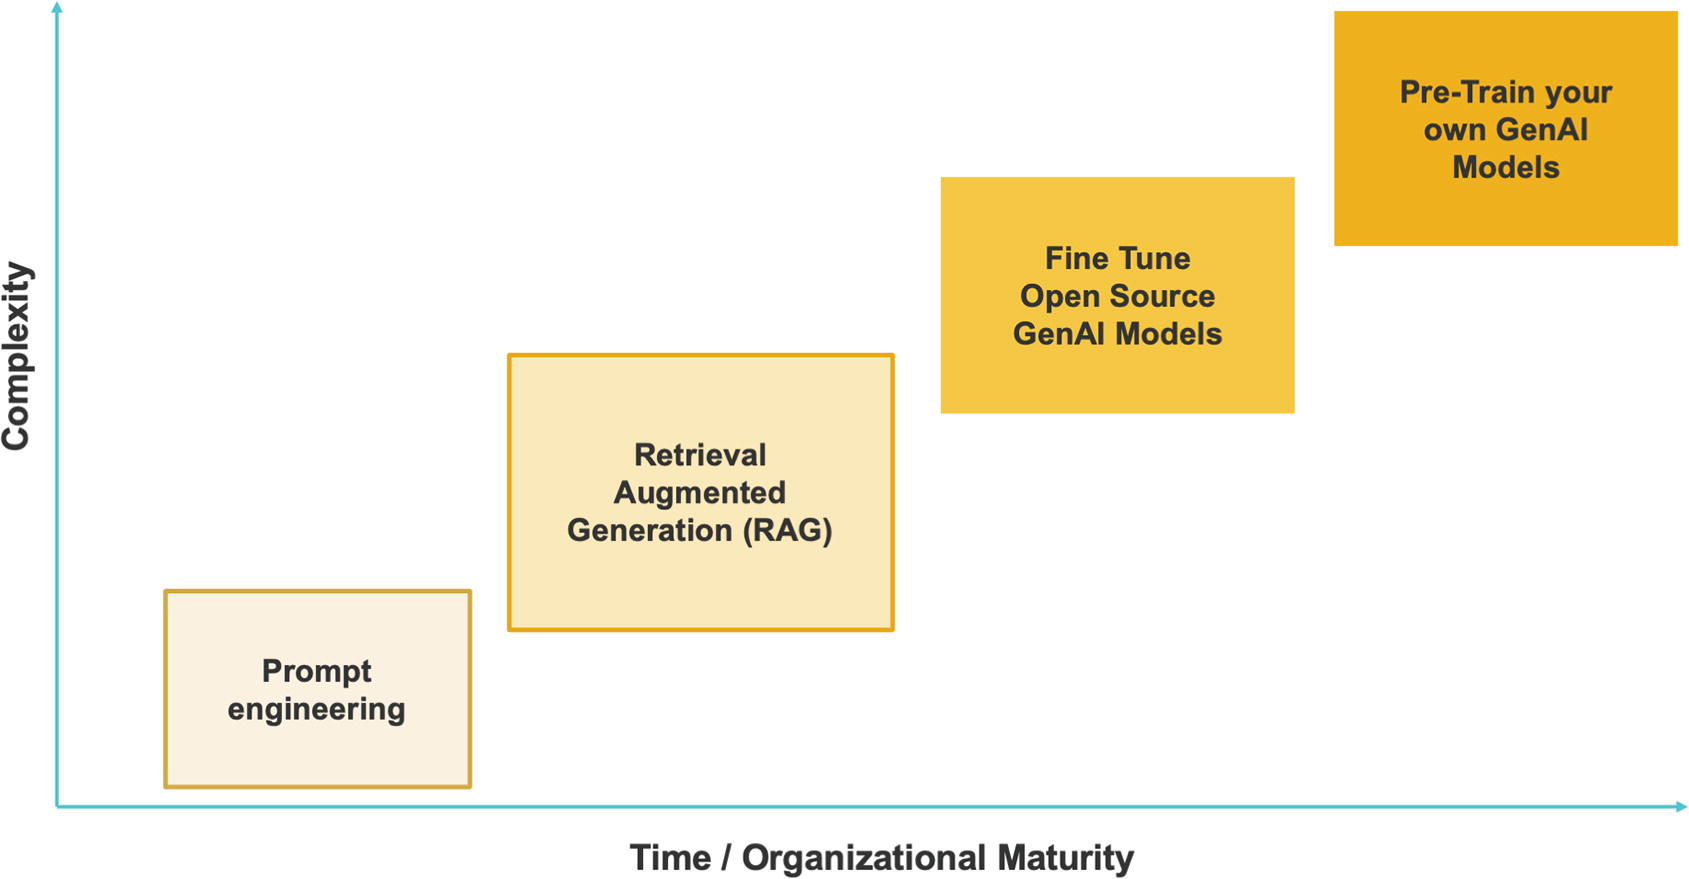 Pre-Train your
own GenAI
Models
Fine Tune
Open Source
GenAI Models
Retrieval
Augmented
Generation (RAG)
Prompt
engineering
Complexity
Time / Organizational Maturity